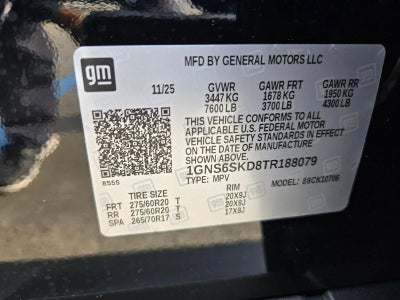 gm
MFD BY GENERAL MOTORS LLC
11/25 GVWR GAWR FRT GAWR RR
3447 KG 1678 KG 1950 KG
7600 LB 3700 LB 4300 LB
THIS VEHICLE CONFORMS TO ALL
APPLICABLE U.S. FEDERAL MOTOR
VEHICLE SAFETY STANDARDS IN EFFECT
ON THE DATE OF MANUFACTURE SHOWN ABOVE.
1GNS6SKD8TR188079
8555 TYPE: MPV MODEL: 89CK10706
TIRE SIZE RIM
FRT 275/60R20 T 20X9J
RR 275/60R20 T 20X9J
SPA 265/70R17 S 17X8J